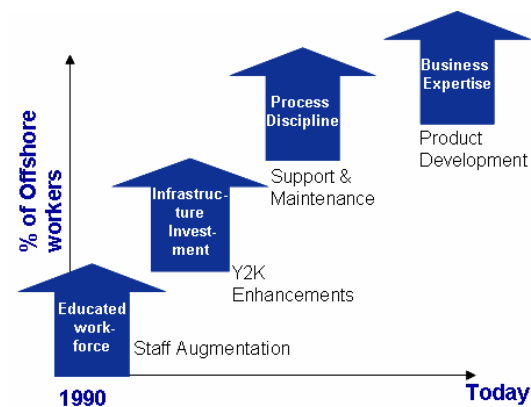 Business
Expertise
Product
Development
Process
Discipline
Support &
Maintenance
Infrastruc-
ture
Invest-
ment
Y2K
Enhancements
Educated
work-
force
Staff Augmentation
% of Offshore
workers
1990
Today